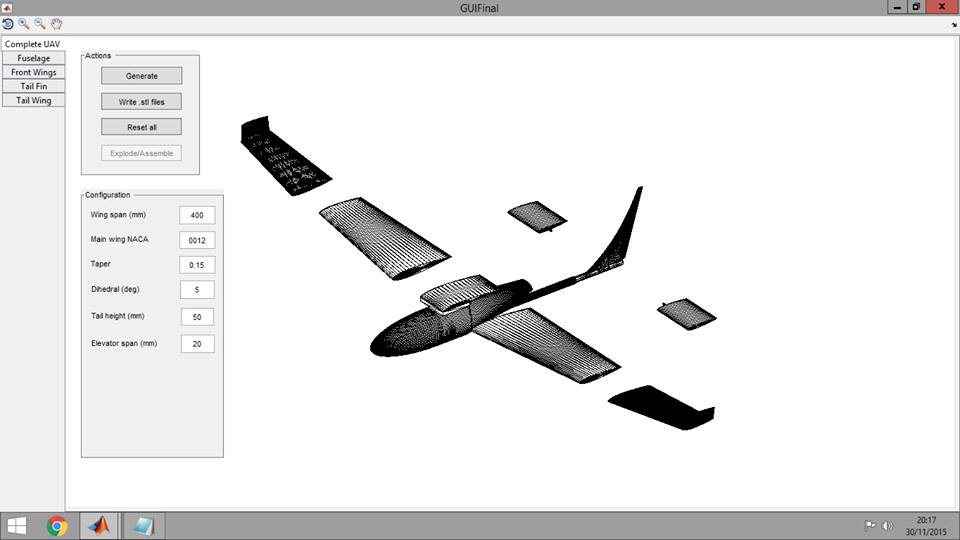 GUIFinal
Complete UAV
Fuselage
Front Wings
Tail Fin
Tail Wing
Actions
Generate
Write .stl files
Reset all
Explode/Assemble
Configuration
Wing span (mm) 400
Main wing NACA 0012
Taper 0.15
Dihedral (deg) 5
Tail height (mm) 50
Elevator span (mm) 20
20:17
30/11/2015